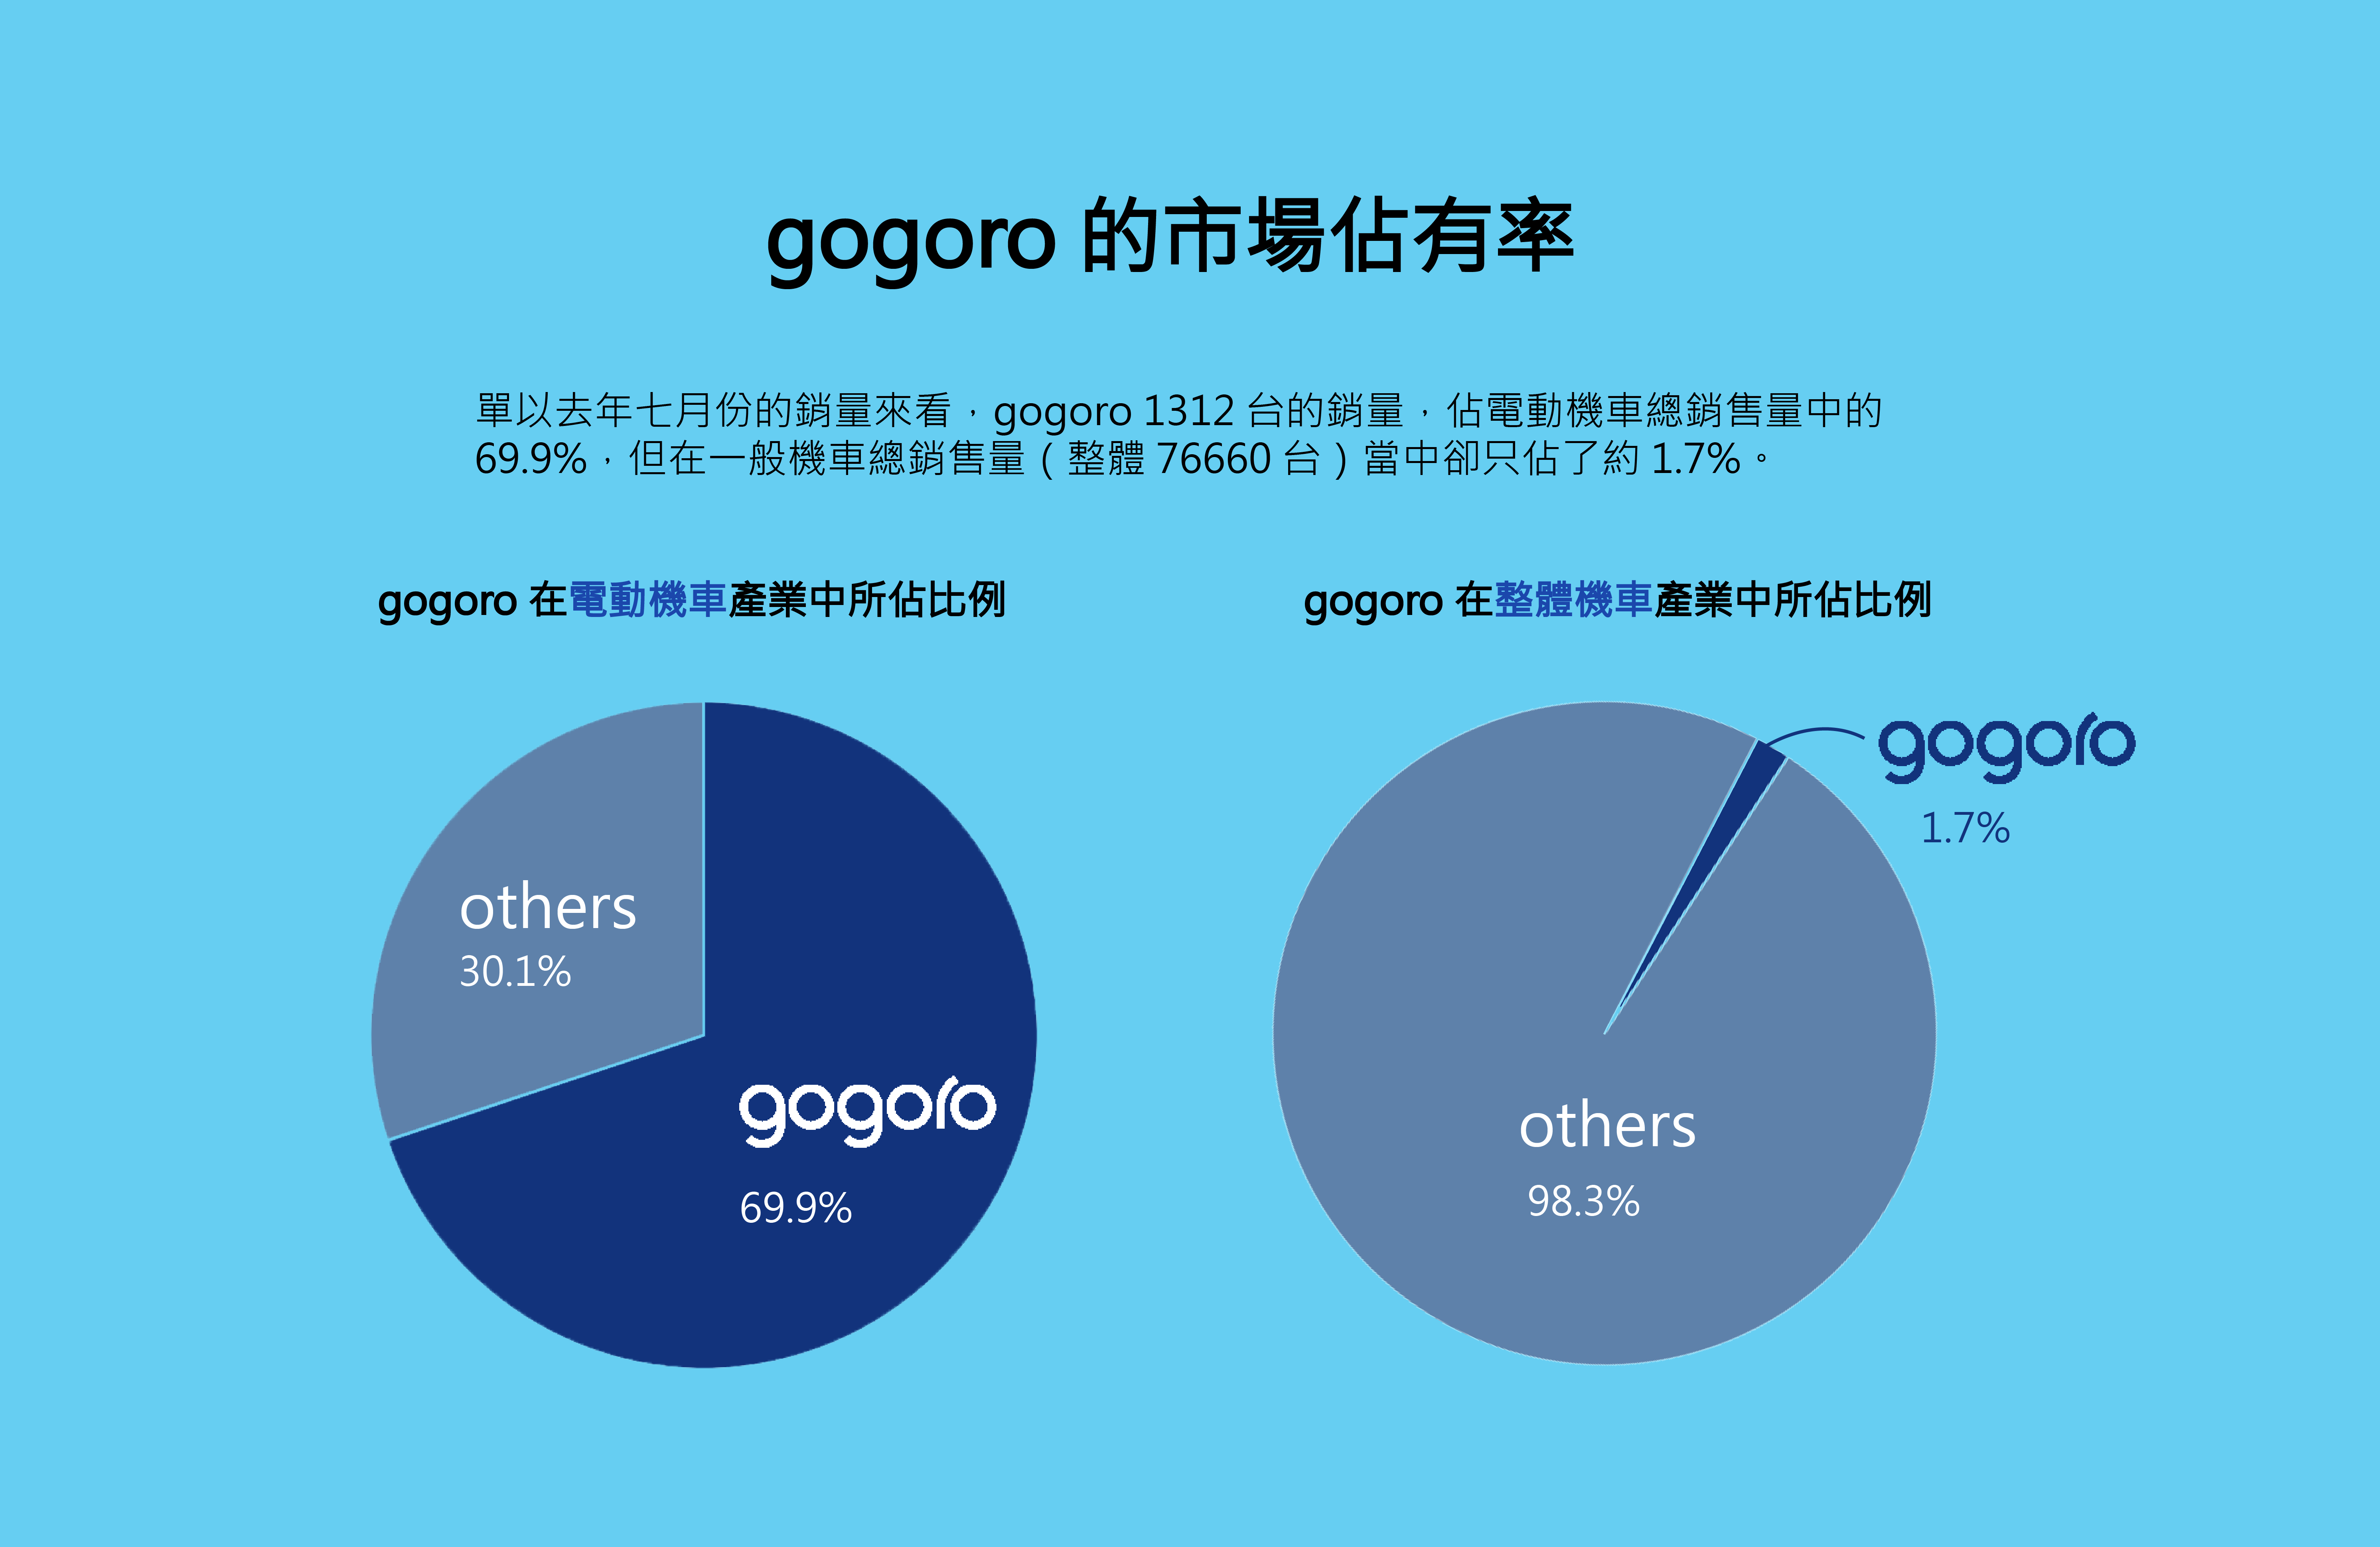 gogoro 的市場佔有率
單以去年七月份的銷量來看，gogoro 1312 台的銷量，佔電動機車總銷售量中的
69.9%，但在一般機車總銷售量（整體 76660 台）當中卻只佔了約 1.7%。
gogoro 在電動機車產業中所佔比例
gogoro 在整體機車產業中所佔比例
others
30.1%
gogoro
69.9%
gogoro
1.7%
others
98.3%